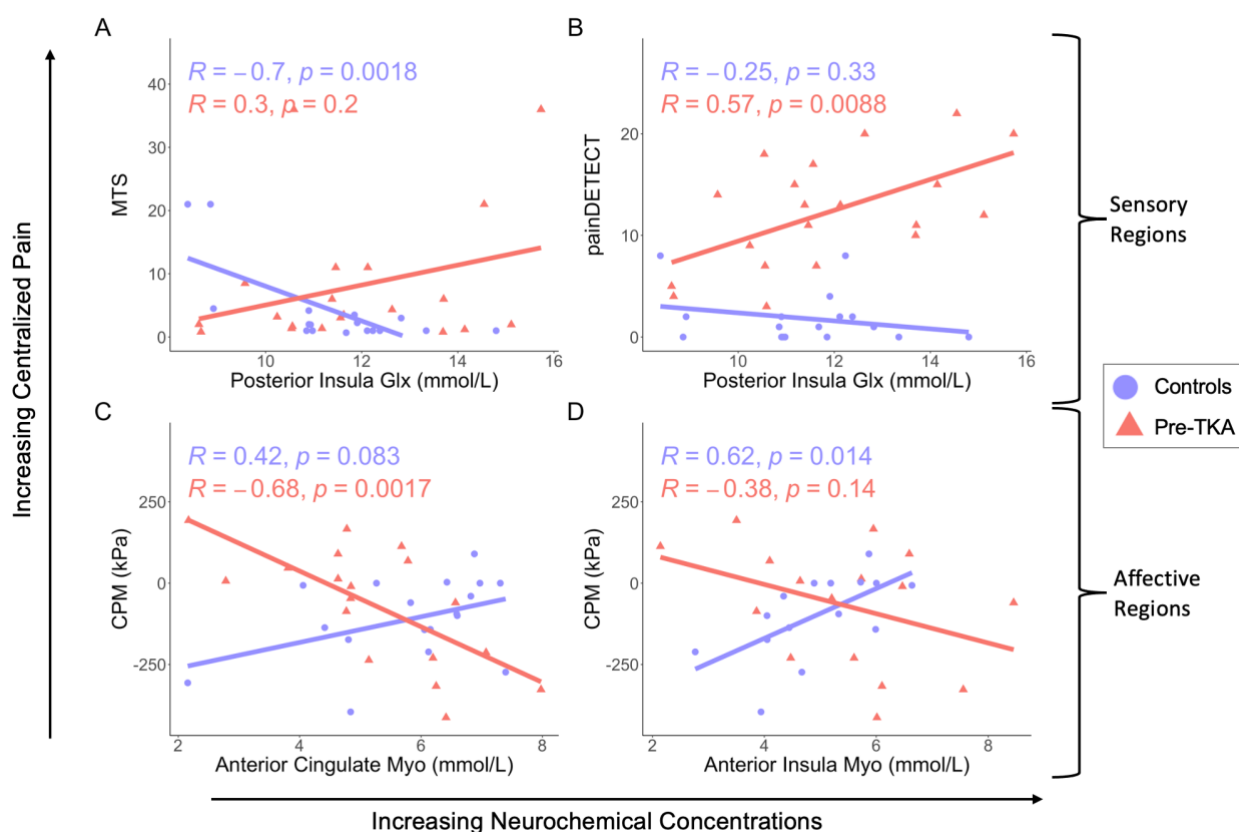 A
R = −0.7, p = 0.0018
R = 0.3, p = 0.2
MTS
40
30
20
10
0
10
12
14
16
Posterior Insula Glx (mmol/L)
B
R = −0.25, p = 0.33
R = 0.57, p = 0.0088
painDETECT
20
10
0
10
12
14
16
Posterior Insula Glx (mmol/L)
Sensory
Regions
Increasing Centralized Pain
Controls
Pre-TKA
C
R = 0.42, p = 0.083
R = −0.68, p = 0.0017
CPM (kPa)
250
0
-250
2
4
6
8
Anterior Cingulate Myo (mmol/L)
D
R = 0.62, p = 0.014
R = −0.38, p = 0.14
CPM (kPa)
250
0
-250
2
4
6
8
Anterior Insula Myo (mmol/L)
Affective
Regions
Increasing Neurochemical Concentrations